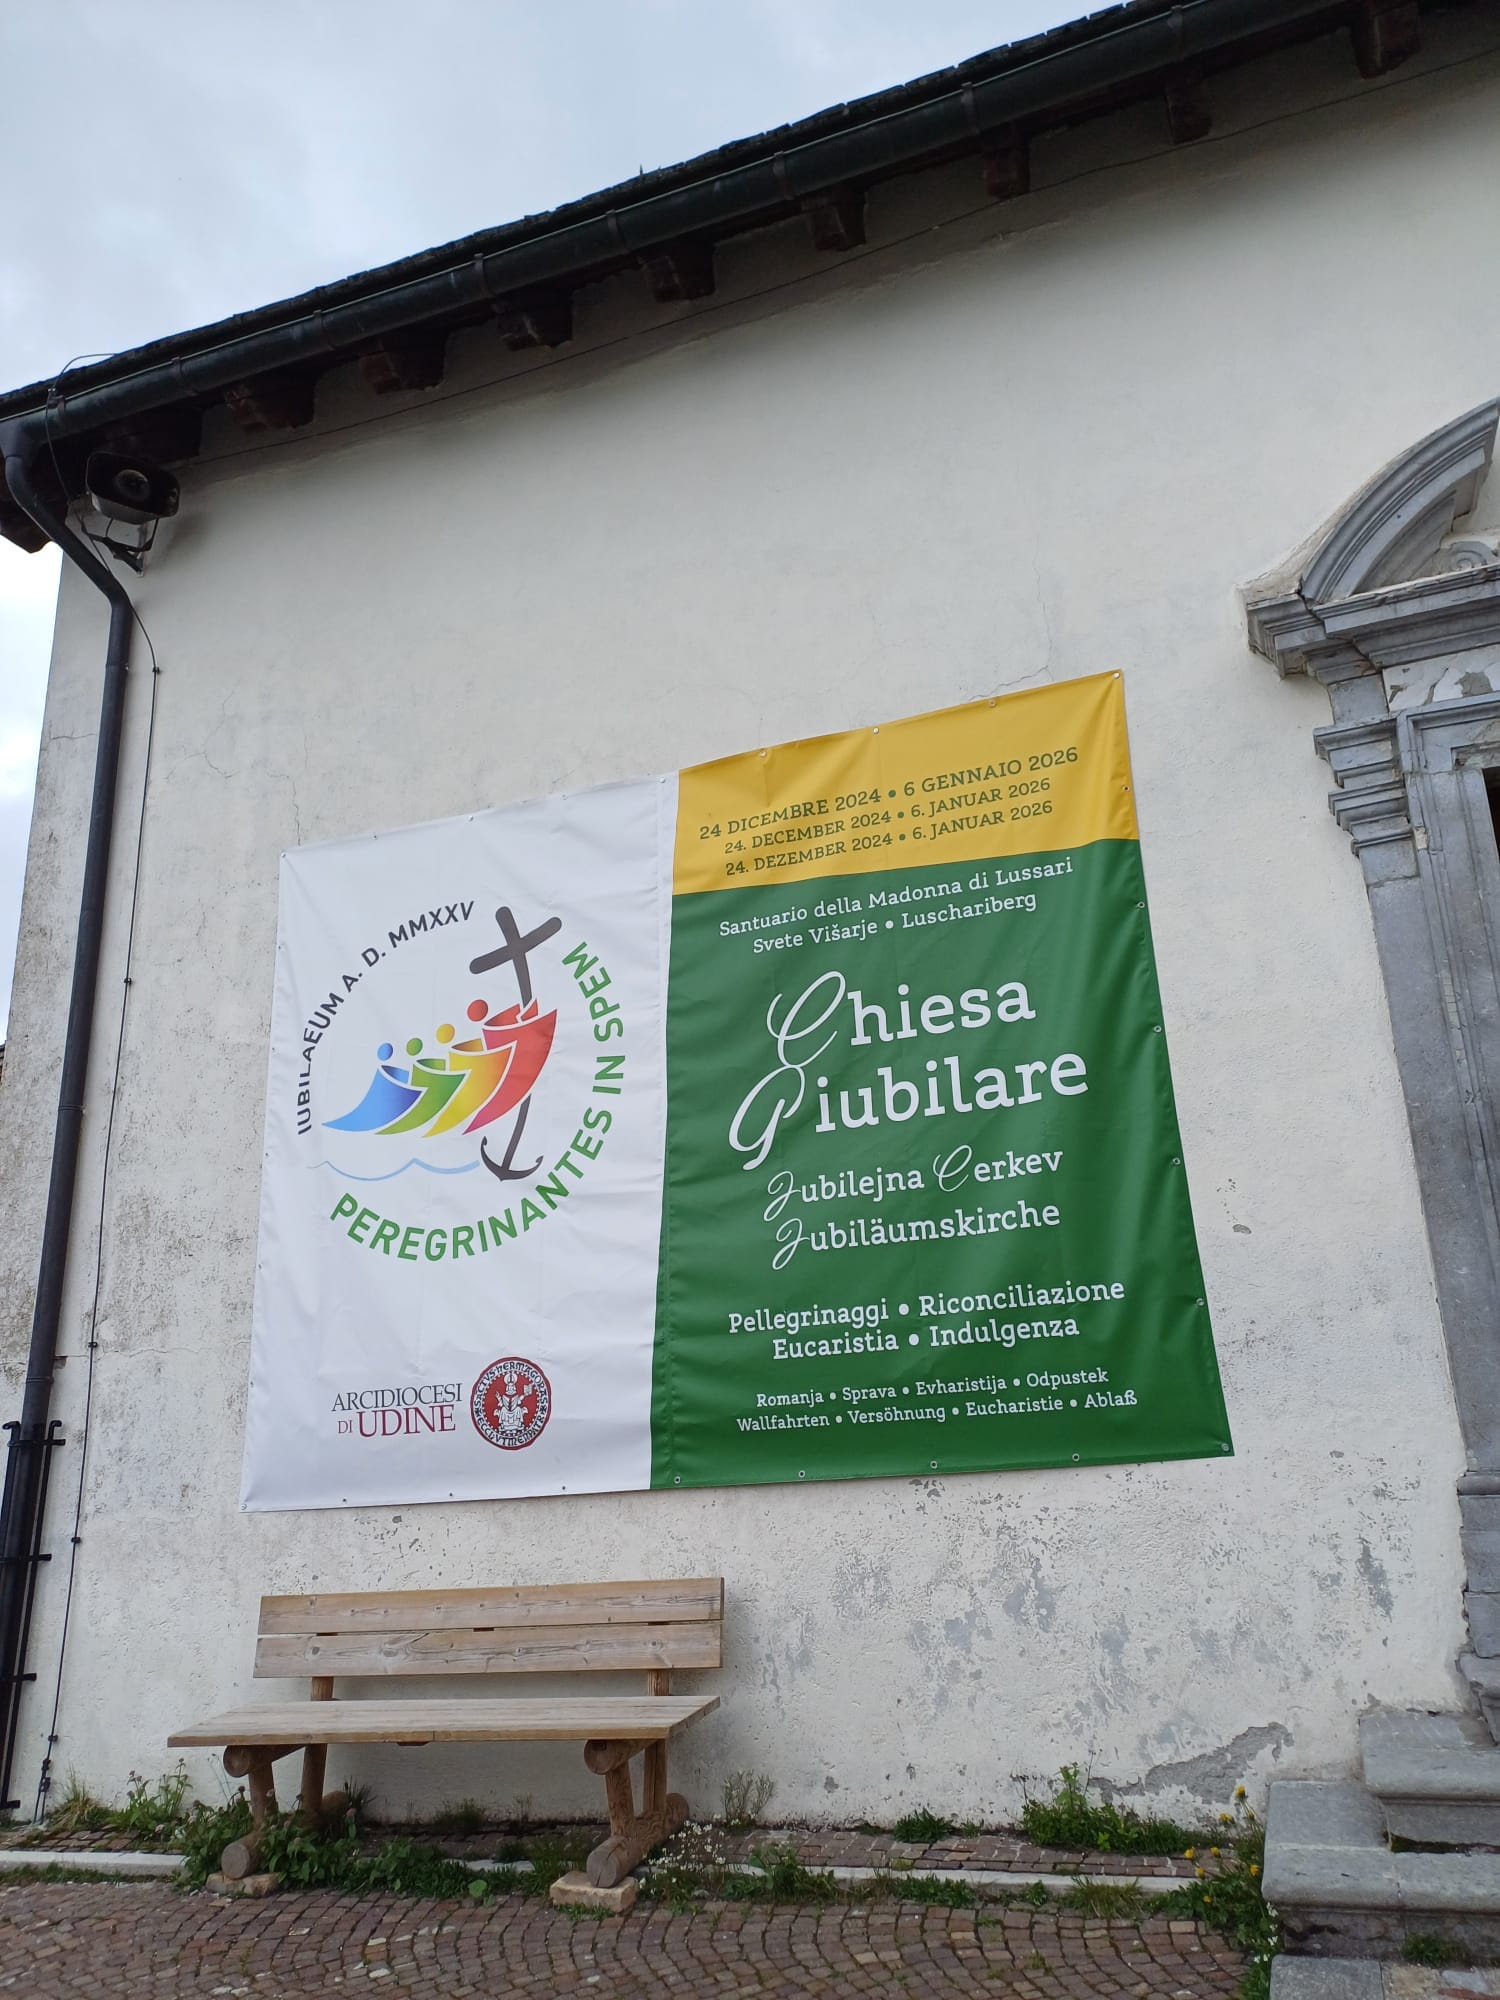 IUBILAEUM A. D. MMXXV
PEREGRINANTES IN SPEM
ARCIDIOCESI
DI UDINE
24 DICEMBRE 2024 • 6 GENNAIO 2026
24. DECEMBER 2024 • 6. JANUAR 2026
24. DEZEMBER 2024 • 6. JANUAR 2026
Santuario della Madonna di Lussari
Svete Višarje • Luschariberg
Chiesa
Giubilare
Jubilejna Cerkev
Jubiläumskirche
Pellegrinaggi • Riconciliazione
Eucaristia • Indulgenza
Romanja • Sprava • Evharistija • Odpustek
Wallfahrten • Versöhnung • Eucharistie • Ablaß